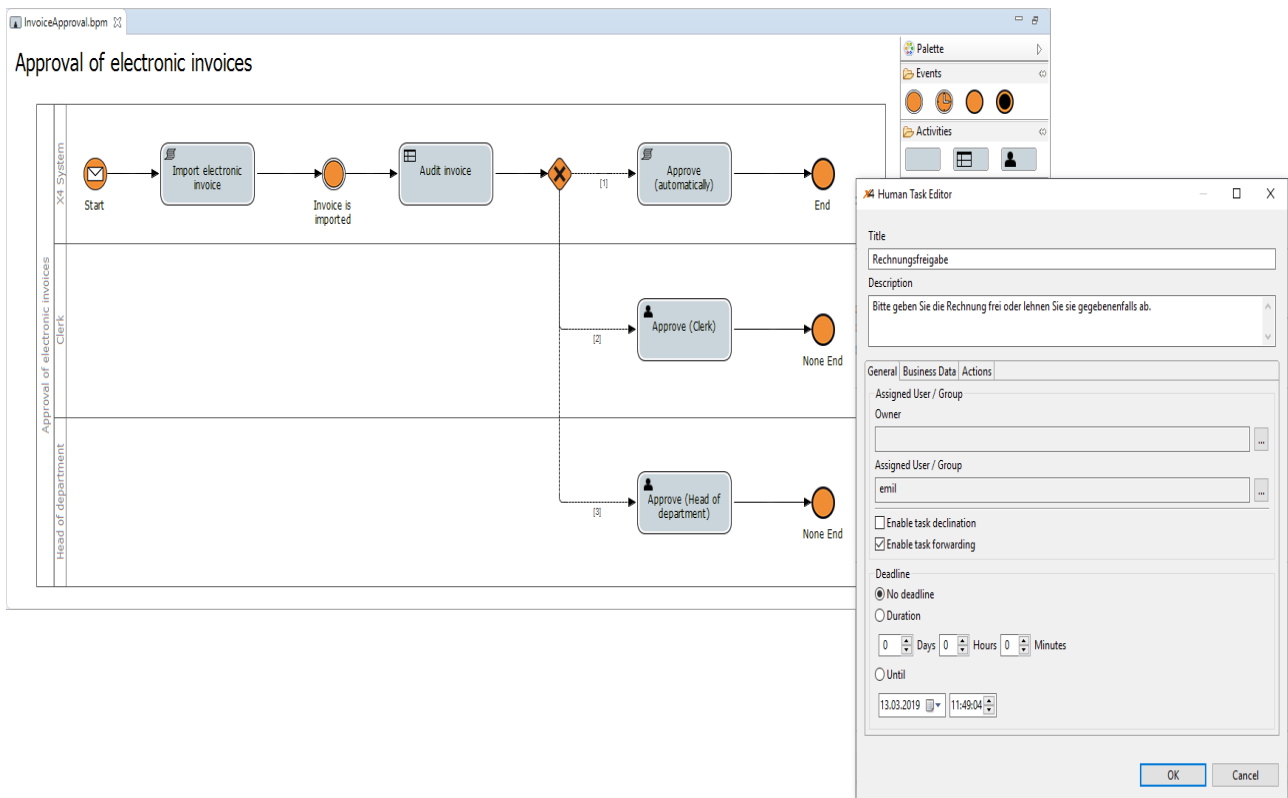 InvoiceApproval.bpm
Approval of electronic invoices
Palette
Events
Activities
Approval of electronic invoices
X4 System
Start
Import electronic
invoice
Invoice is
imported
Audit invoice
[1]
Approve
(automatically)
End
Clerk
[2]
Approve (Clerk)
None End
Head of department
[3]
Approve (Head of
department)
None End
X4 Human Task Editor
Title
Rechnungsfreigabe
Description
Bitte geben Sie die Rechnung frei oder lehnen Sie sie gegebenenfalls ab.
General Business Data Actions
Assigned User / Group
Owner
...
Assigned User / Group
emil
...
Enable task declination
Enable task forwarding
Deadline
No deadline
Duration
0 Days 0 Hours 0 Minutes
Until
13.03.2019 11:49:04
OK Cancel